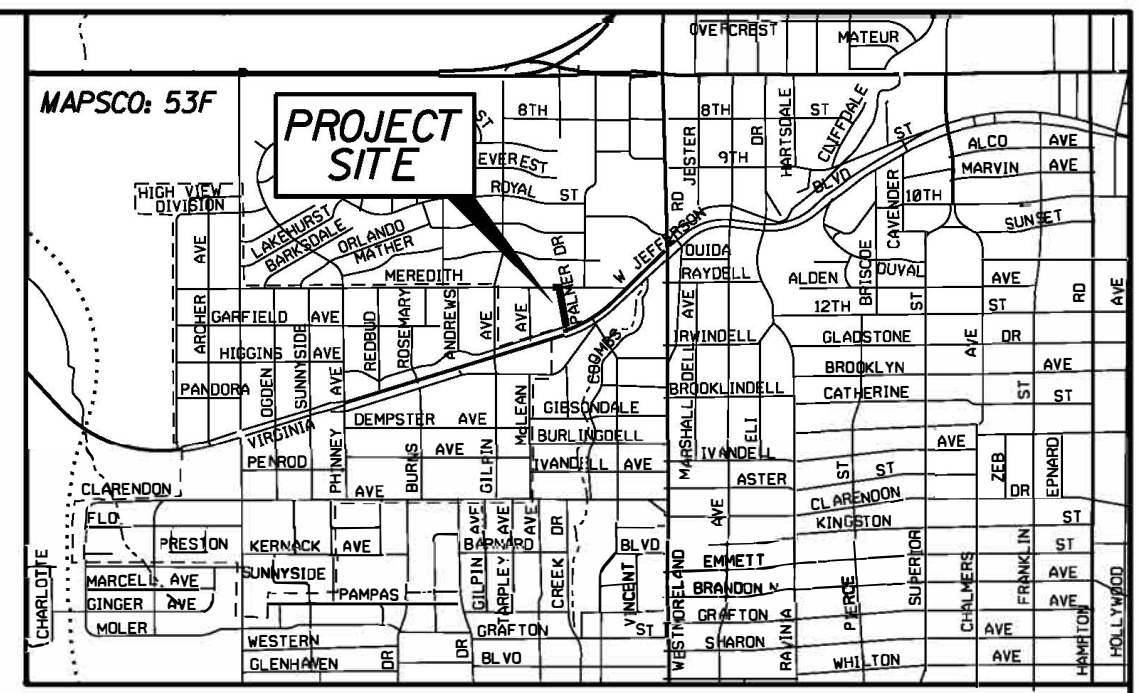 OVERCREST
MATEUR
MAPSCO: 53F
PROJECT
SITE
ST
8TH
8TH
ST
JESTER
DR
HARTSDALE
CLIFFDALE
9TH
EVEREST
ROYAL ST
BLVD
ST
ALCO AVE
MARVIN AVE
HIGH VIEW
DIVISION
LAKEHURST
BARKSDALE
ORLANDO
MATHER
MEREDITH
PALNER DR
W JEFFERSON
RD
CAVENDER
10TH
SUNSET
OUIDA
RAYDELL
ALDEN
BRISCOE
DUVAL
AVE
RD
AVE
12TH
ST
ST
ARCHER AVE
GARFIELD AVE
REDBUD
ROSEMARY
ANDREWS
AVE
AVE
COOMBS
IRWINDELL
GLADSTONE
AVE
DR
HIGGINS AVE
BROOKLYN
AVE
PANDORA
OGDEN
SUNNYSIDE
PHINNEY AVE
BROOKLINDELL
CATHERINE
ST
ST
VIRGINIA
DEMPSTER AVE
McLEAN
GIBSONDALE
BURLINGDELL
MARSHALLDELL AVE
ELI
PENROD
AVE
BURNS
GILPIN
IVANDELL AVE
IVANDELL
AVE
ZEB
EPNARD
CLARENDON
AVE
ASTER
ST
ST
DR
CLARENDON
FLO
KINGSTON
ST
PRESTON
KERNACK AVE
BARNARD
BLVD
AVE
SUNNYSIDE
EMMETT
ST
MARCELL AVE
GILPIN AVE
TARPLEY AVE
AVE
CREEK DR
VINCENT
BRANDON N
PIERCE
SUPERIOR
CHALMERS
FRANKLIN
AVE
GINGER AVE
PAMPAS
GRAFTON
AVE
MOLER
GRAFTON
ST
WESTMORELAND
RAVINIA
SHARON
AVE
HAMPTON
HOLLYWOOD
CHARLOTTE
WESTERN
DR
DR
BLVD
GLENHAVEN
WHILTON
AVE